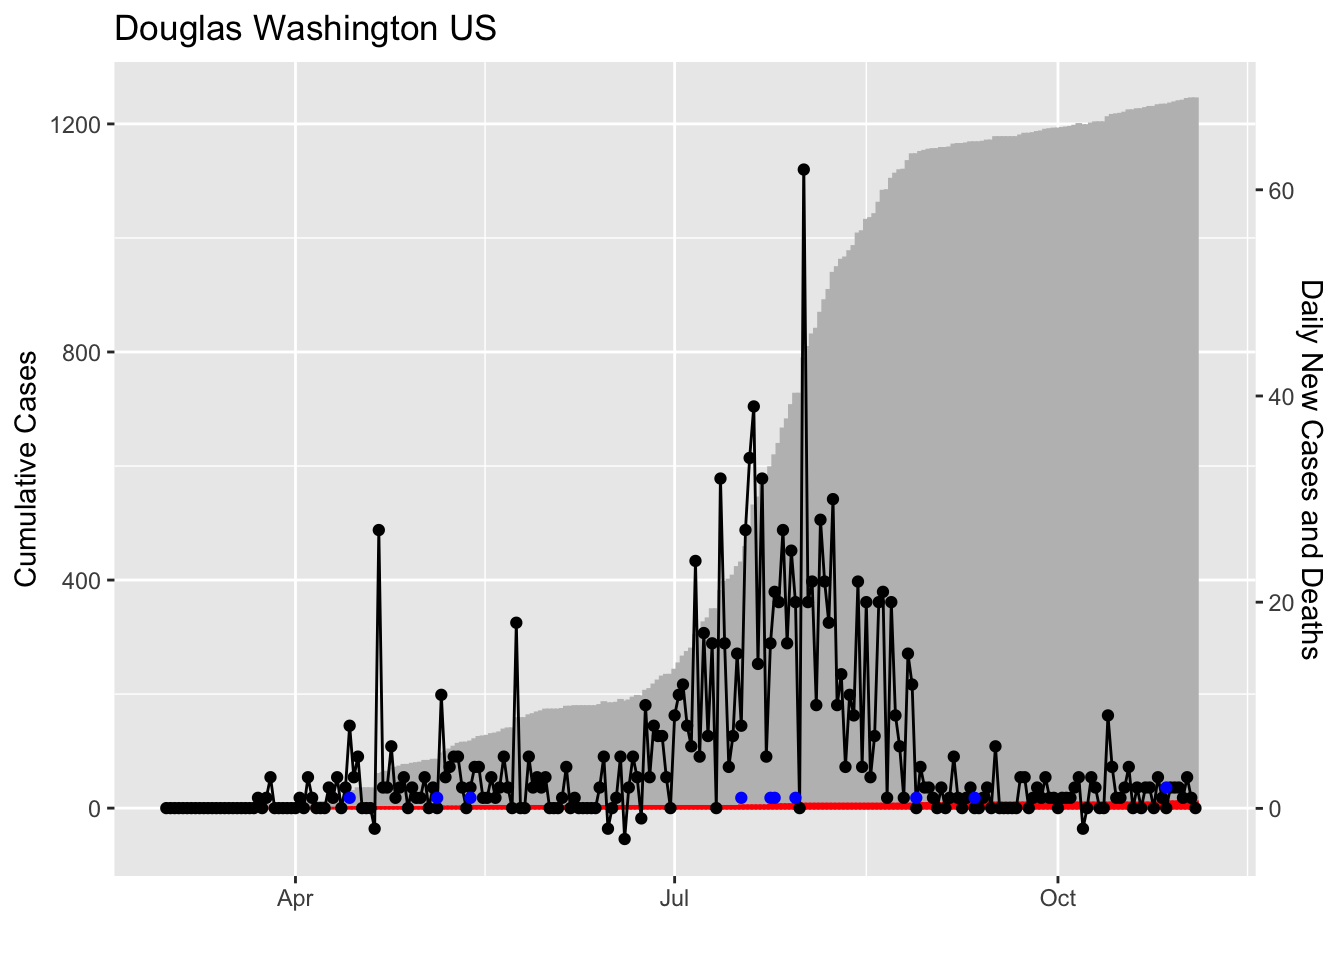 Douglas Washington US
1200
800
400
0
Cumulative Cases
60
40
20
0
Daily New Cases and Deaths
Apr
Jul
Oct